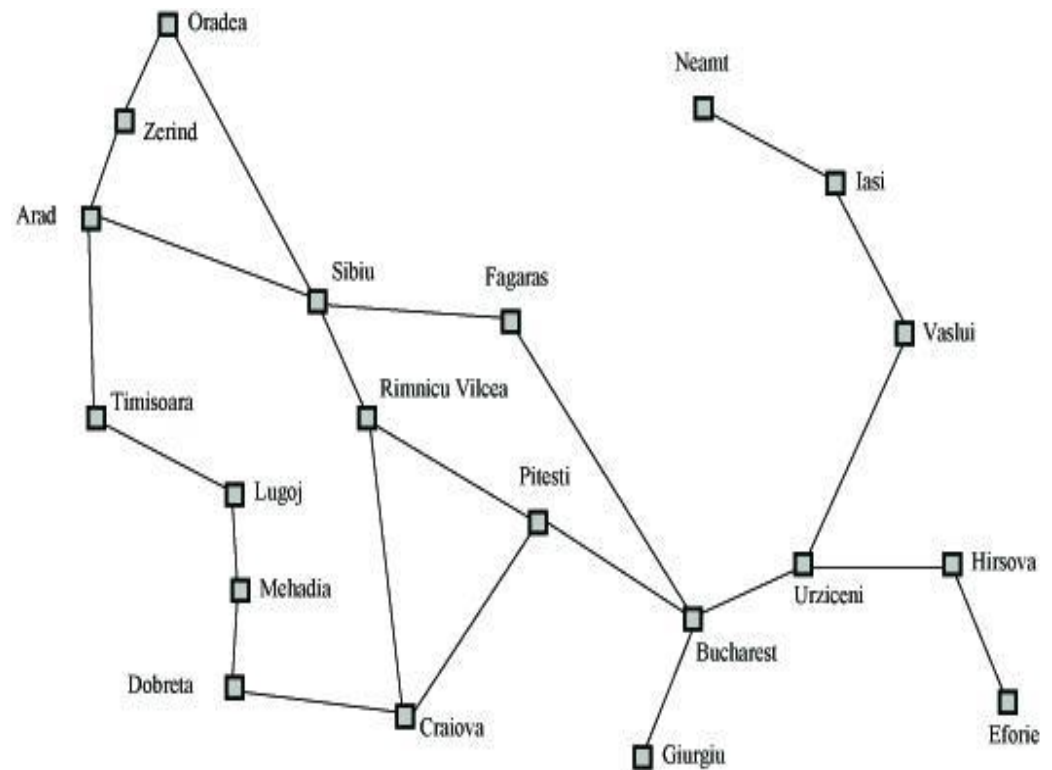 Oradca
Neamt
Zerind
Iasi
Arad
Sibiu
Fagaras
Vaslui
Rimnicu Vilcea
Timisoara
Pitesti
Lugoj
Mehadia
Hirsova
Urziceni
Bucharest
Dobreta
Craiova
Eforie
Giurgiu